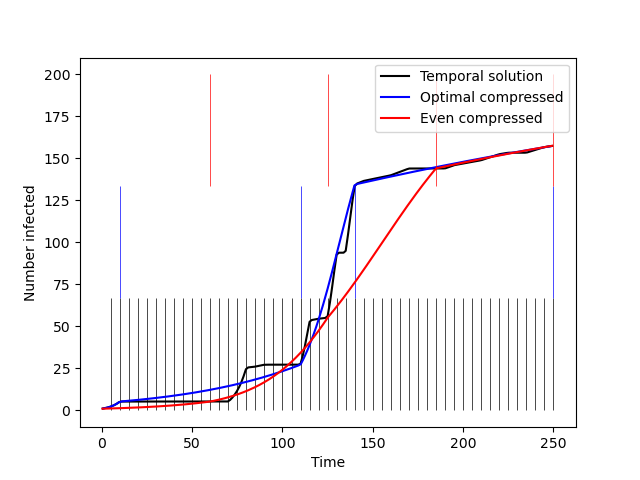 Temporal solution
Optimal compressed
Even compressed
200
175
150
125
100
75
50
25
0
Number infected
0 50 100 150 200 250
Time